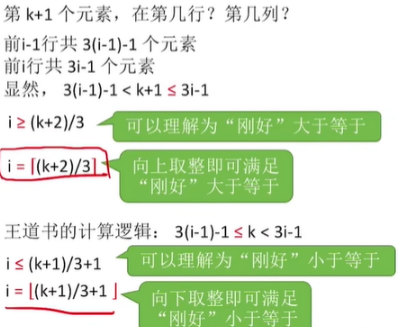 第 k+1 个元素，在第几行？第几列？
前i-1行共 3(i-1)-1 个元素
前i行共 3i-1 个元素
显然， 3(i-1)-1 < k+1 ≤ 3i-1
i ≥ (k+2)/3
可以理解为“刚好”大于等于
i = ⌈(k+2)/3⌉
向上取整即可满足
“刚好”大于等于
王道书的计算逻辑： 3(i-1)-1 ≤ k < 3i-1
i ≤ (k+1)/3+1
可以理解为“刚好”小于等于
i = ⌊(k+1)/3+1 ⌋
向下取整即可满足
“刚好”小于等于